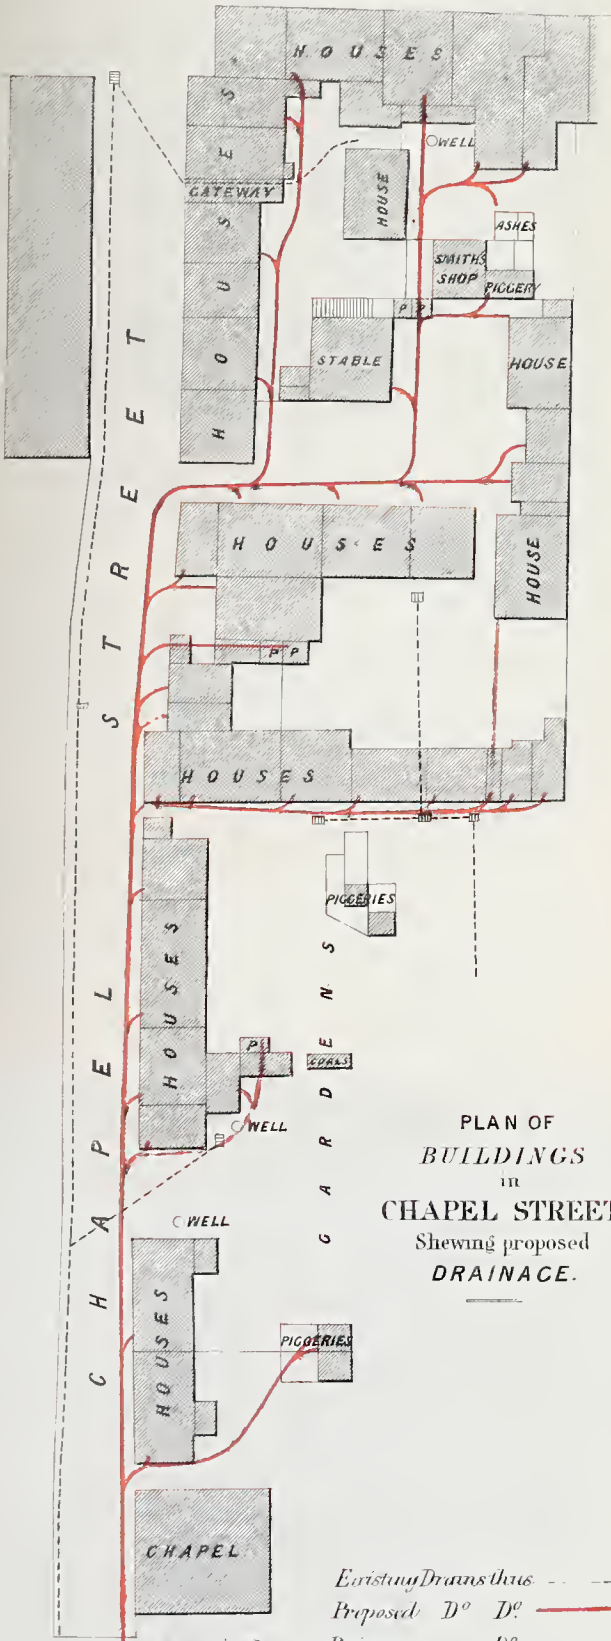 HOUSES
WELL
GATEWAY
HOUSE
ASHES
SMITHS
SHOP
PIGGERY
HOUSES
P P
STABLE
HOUSE
HOUSES
HOUSE
P P
HOUSES
PIGGERIES
HOUSES
P
COALS
WELL
GARDENS
WELL
PLAN OF
BUILDINGS
in
CHAPEL STREET
Shewing proposed
DRAINAGE.
HOUSES
PIGGERIES
CHAPEL STREET
CHAPEL
Existing Drains thus
Proposed Dº Dº